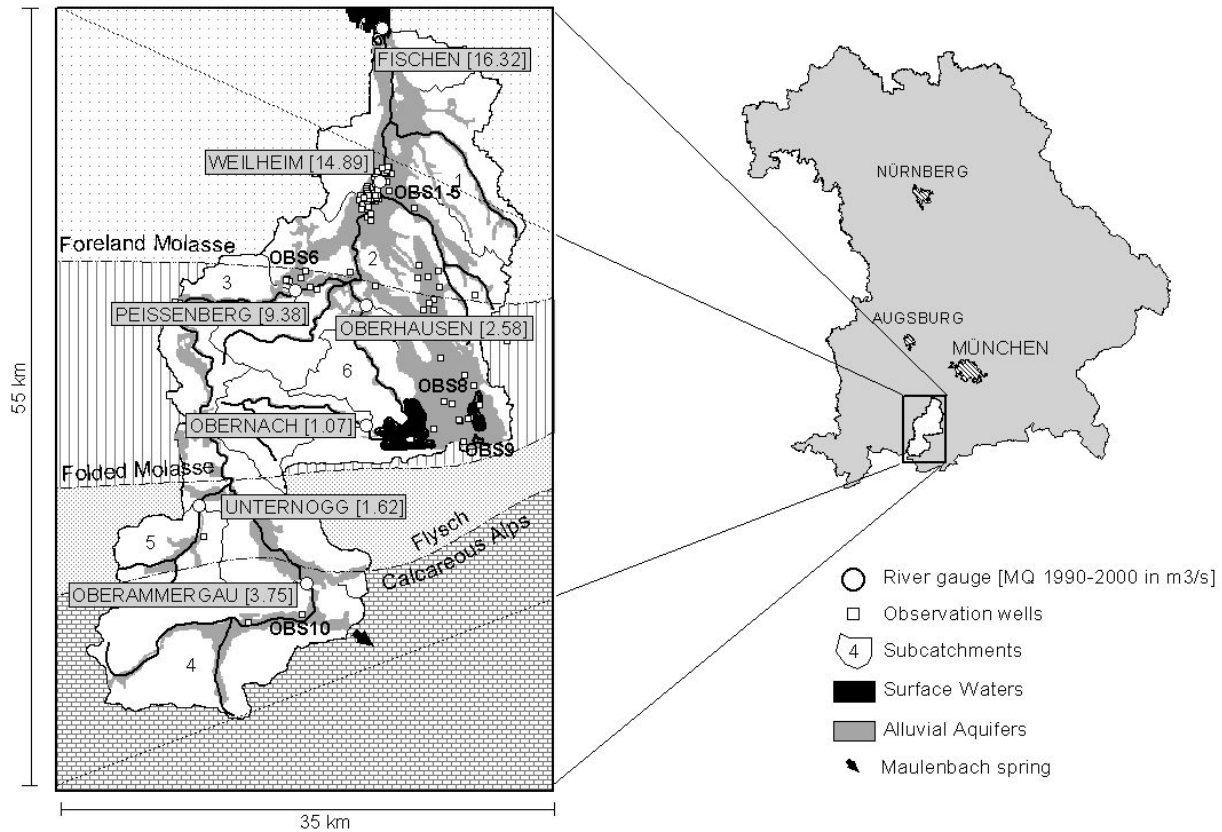 FISCHEN [16.32]
WEILHEIM [14.89]
1
OBS1-5
Foreland Molasse
OBS6
2
3
PEISSENBERG [9.38]
OBERHAUSEN [2.58]
6
OBS8
OBERNACH [1.07]
OBS9
Folded Molasse
UNTERNOGG [1.62]
Flysch
5
Calcareous Alps
OBERAMMERGAU [3.75]
OBS10
4
55 km
35 km
NÜRNBERG
AUGSBURG
MÜNCHEN
River gauge [MQ 1990-2000 in m3/s]
Observation wells
4 Subcatchments
Surface Waters
Alluvial Aquifers
Maulenbach spring